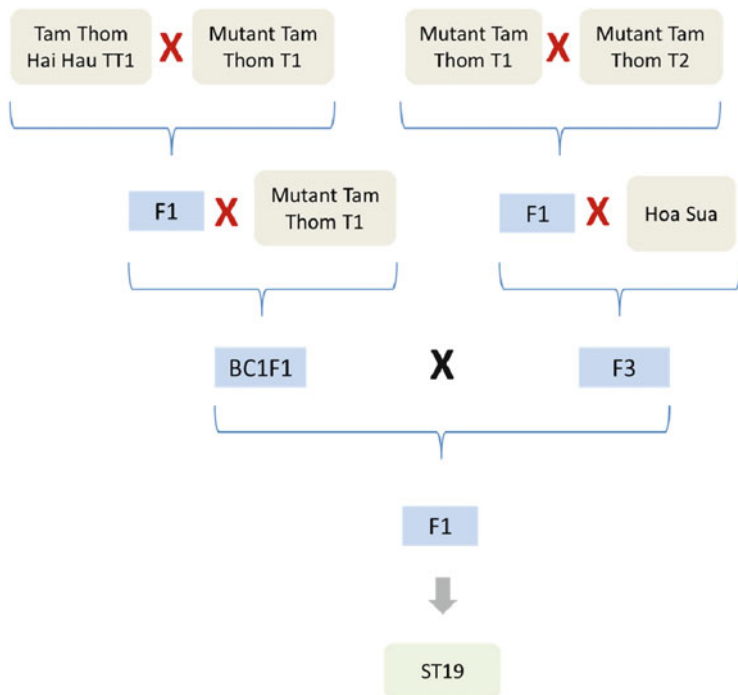 Tam Thom
Hai Hau TT1
X
Mutant Tam
Thom T1
Mutant Tam
Thom T1
X
Mutant Tam
Thom T2
F1
X
Mutant Tam
Thom T1
F1
X
Hoa Sua
BC1F1
X
F3
F1
ST19